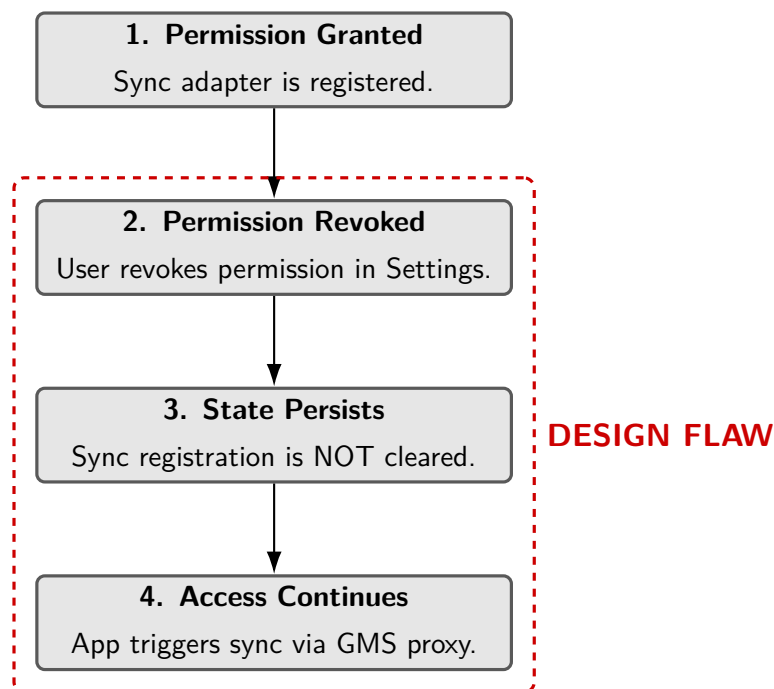 1. Permission Granted
Sync adapter is registered.
2. Permission Revoked
User revokes permission in Settings.
3. State Persists
Sync registration is NOT cleared.
DESIGN FLAW
4. Access Continues
App triggers sync via GMS proxy.